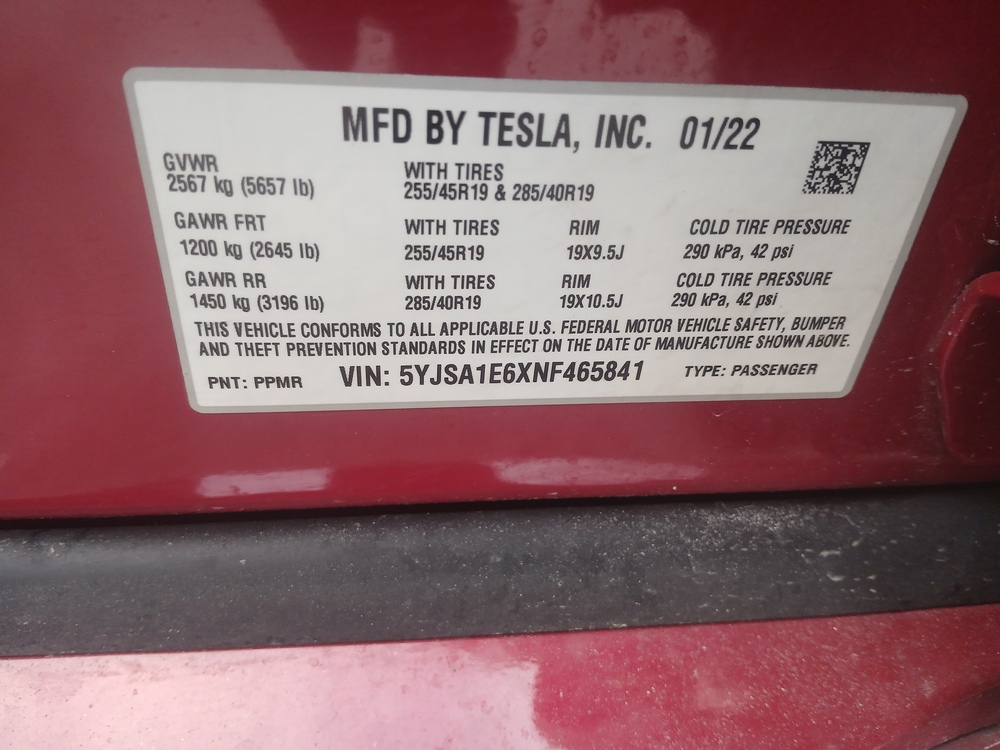 MFD BY TESLA, INC. 01/22
GVWR
2567 kg (5657 lb)
WITH TIRES
255/45R19 & 285/40R19
GAWR FRT
1200 kg (2645 lb)
WITH TIRES
255/45R19
RIM
19X9.5J
COLD TIRE PRESSURE
290 kPa, 42 psi
GAWR RR
1450 kg (3196 lb)
WITH TIRES
285/40R19
RIM
19X10.5J
COLD TIRE PRESSURE
290 kPa, 42 psi
THIS VEHICLE CONFORMS TO ALL APPLICABLE U.S. FEDERAL MOTOR VEHICLE SAFETY, BUMPER
AND THEFT PREVENTION STANDARDS IN EFFECT ON THE DATE OF MANUFACTURE SHOWN ABOVE.
PNT: PPMR VIN: 5YJSA1E6XNF465841 TYPE: PASSENGER